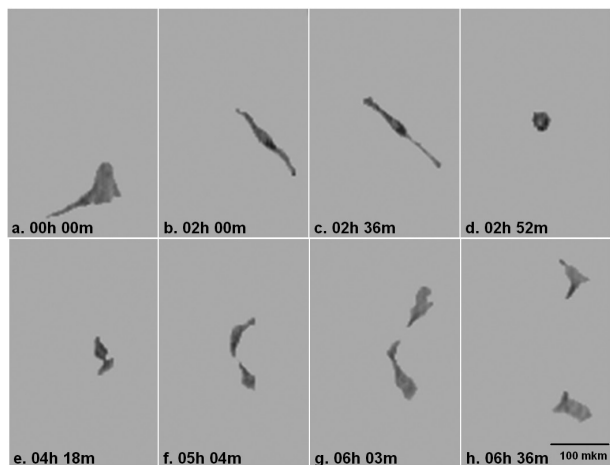 a. 00h 00m
b. 02h 00m
c. 02h 36m
d. 02h 52m
e. 04h 18m
f. 05h 04m
g. 06h 03m
h. 06h 36m
100 mkm